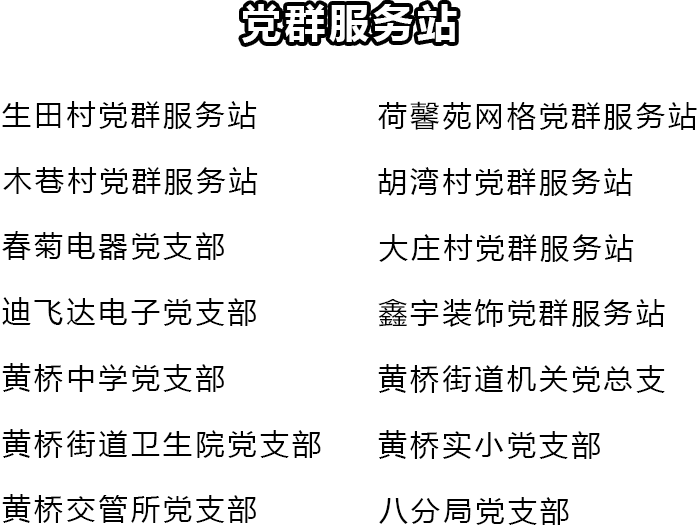 党群服务站
生田村党群服务站 荷馨苑网格党群服务站
木巷村党群服务站 胡湾村党群服务站
春菊电器党支部 大庄村党群服务站
迪飞达电子党支部 鑫宇装饰党群服务站
黄桥中学党支部 黄桥街道机关党总支
黄桥街道卫生院党支部 黄桥实小党支部
黄桥交管所党支部 八分局党支部